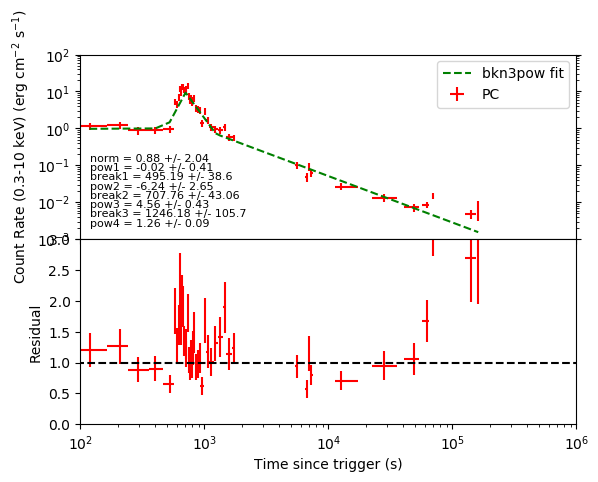 Count Rate (0.3-10 keV) (erg cm⁻² s⁻¹)
10²
10¹
10⁰
10⁻¹
10⁻²
10⁻³
bkn3pow fit
PC
norm = 0.88 +/- 2.04
pow1 = -0.02 +/- 0.41
break1 = 495.19 +/- 38.6
pow2 = -6.24 +/- 2.65
break2 = 707.76 +/- 43.06
pow3 = 4.56 +/- 0.43
break3 = 1246.18 +/- 105.7
pow4 = 1.26 +/- 0.09
Residual
3.0
2.5
2.0
1.5
1.0
0.5
0.0
10² 10³ 10⁴ 10⁵ 10⁶
Time since trigger (s)